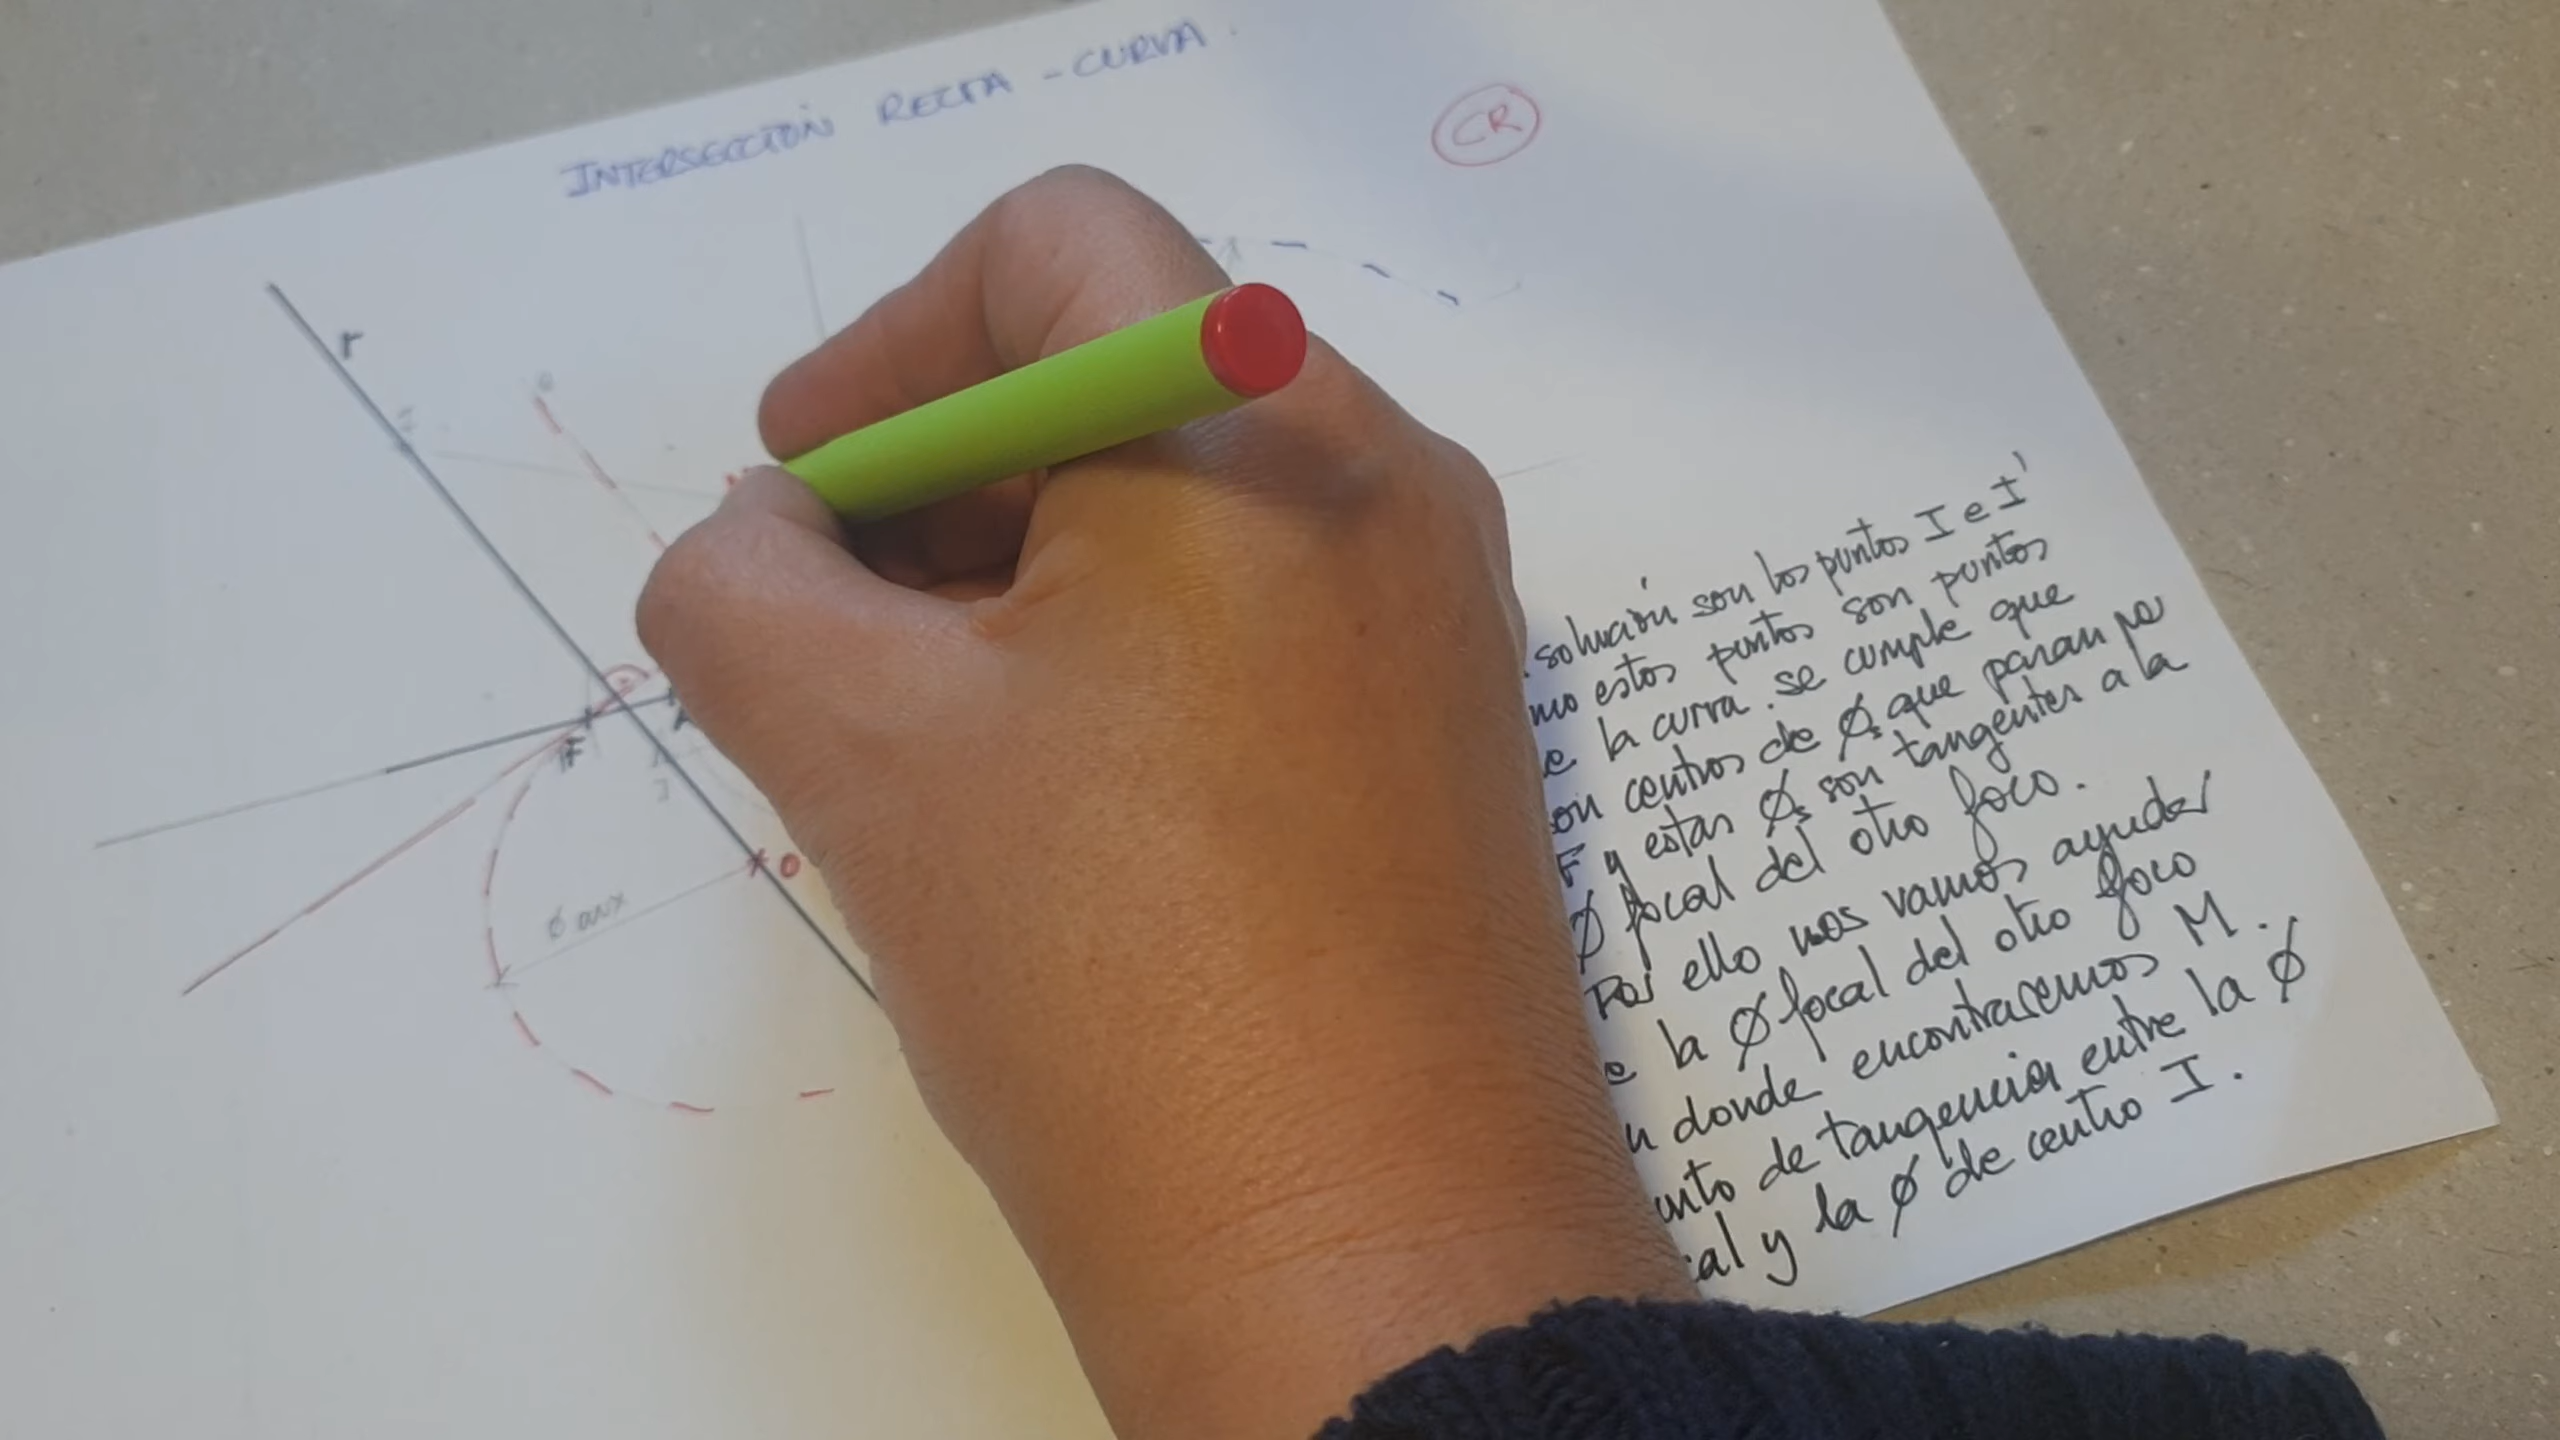 INTERSECCIÓN RECTA - CURVA.
CR
r
F
O
Ø aux
solución son los puntos I e I'
mo estos puntos son puntos
e la curva. se cumple que
on centros de Øs que pasan por
F y estas Øs son tangentes a la
Ø focal del otro foco.
Por ello nos vamos ayudar
e la Ø focal del otro foco
n donde encontraremos M.
unto de tangencia entre la Ø
cal y la Ø de centro I.